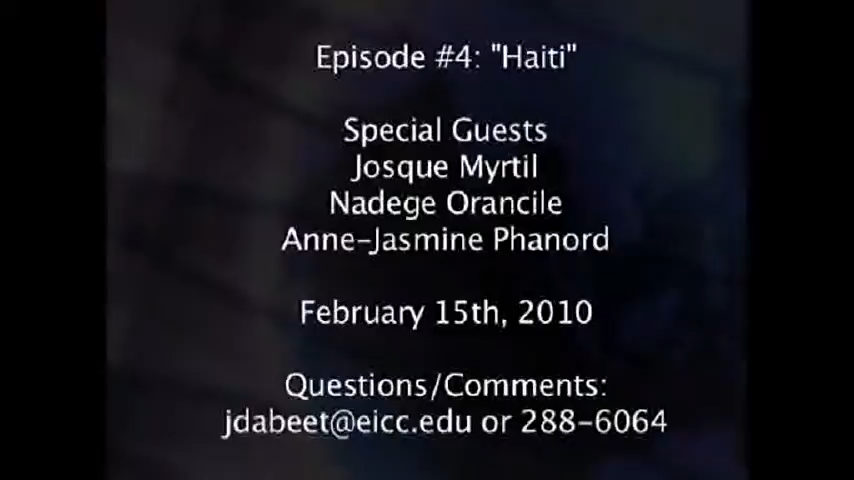 Episode #4: "Haiti"
Special Guests
Josque Myrtil
Nadege Orancile
Anne-Jasmine Phanord
February 15th, 2010
Questions/Comments:
jdabeet@eicc.edu or 288-6064